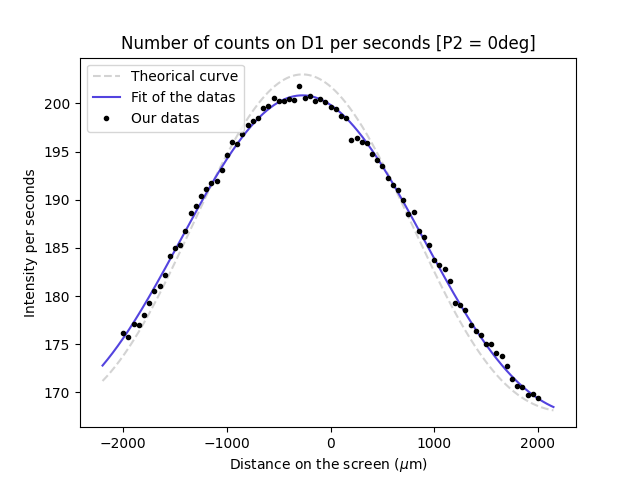 Number of counts on D1 per seconds [P2 = 0deg]
Theorical curve
Fit of the datas
Our datas
Intensity per seconds
200
195
190
185
180
175
170
−2000
−1000
0
1000
2000
Distance on the screen (μm)